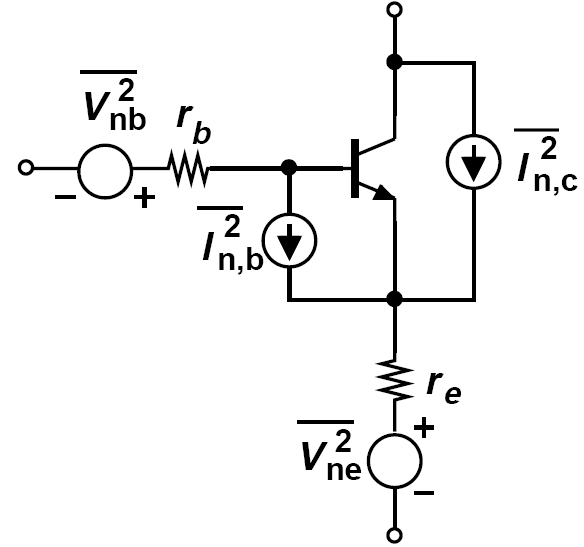 V²nb
rb
I²n,c
− +
I²n,b
re
+
V²ne
−